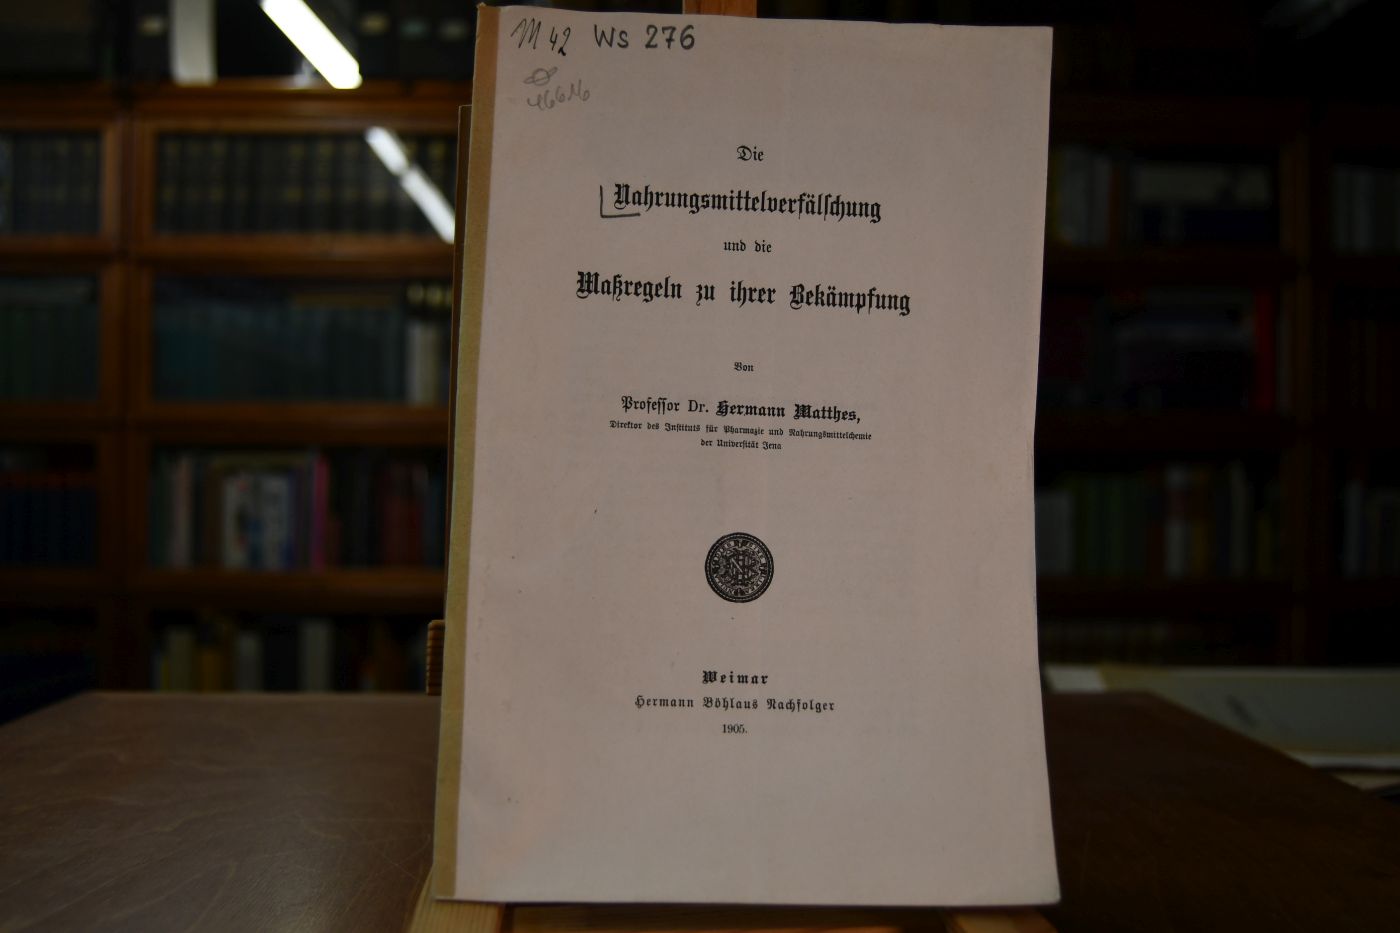 M 42 WS 276
Die
Nahrungsmittelverfälſchung
und die
Maßregeln zu ihrer Bekämpfung
Von
Profeſſor Dr. Hermann Matthes,
Direktor des Inſtituts für Pharmazie und Nahrungsmittelchemie
der Univerſität Jena
Weimar
Hermann Böhlaus Nachfolger
1905.